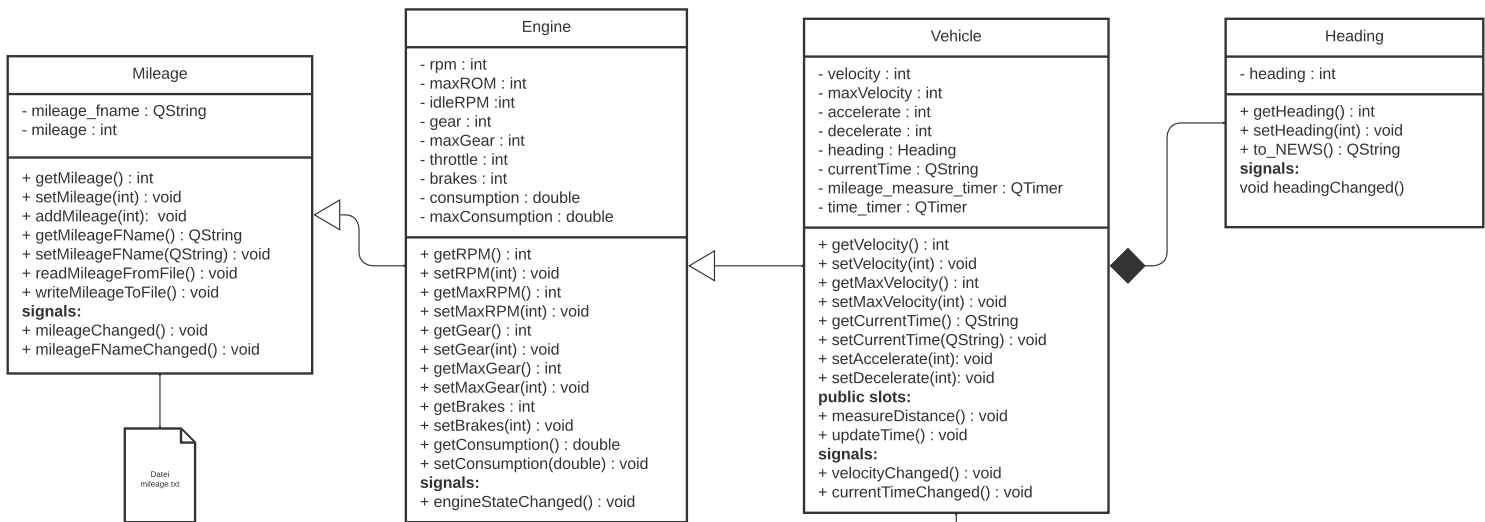 Mileage
- mileage_fname : QString
- mileage : int
+ getMileage() : int
+ setMileage(int) : void
+ addMileage(int):  void
+ getMileageFName() : QString
+ setMileageFName(QString) : void
+ readMileageFromFile() : void
+ writeMileageToFile() : void
signals:
+ mileageChanged() : void
+ mileageFNameChanged() : void
Datei
mileage.txt
Engine
- rpm : int
- maxROM : int
- idleRPM :int
- gear : int
- maxGear : int
- throttle : int
- brakes : int
- consumption : double
- maxConsumption : double
+ getRPM() : int
+ setRPM(int) : void
+ getMaxRPM() : int
+ setMaxRPM(int) : void
+ getGear() : int
+ setGear(int) : void
+ getMaxGear() : int
+ setMaxGear(int) : void
+ getBrakes : int
+ setBrakes(int) : void
+ getConsumption() : double
+ setConsumption(double) : void
signals:
+ engineStateChanged() : void
Vehicle
- velocity : int
- maxVelocity : int
- accelerate : int
- decelerate : int
- heading : Heading
- currentTime : QString
- mileage_measure_timer : QTimer
- time_timer : QTimer
+ getVelocity() : int
+ setVelocity(int) : void
+ getMaxVelocity() : int
+ setMaxVelocity(int) : void
+ getCurrentTime() : QString
+ setCurrentTime(QString) : void
+ setAccelerate(int): void
+ setDecelerate(int): void
public slots:
+ measureDistance() : void
+ updateTime() : void
signals:
+ velocityChanged() : void
+ currentTimeChanged() : void
Heading
- heading : int
+ getHeading() : int
+ setHeading(int) : void
+ to_NEWS() : QString
signals:
void headingChanged()